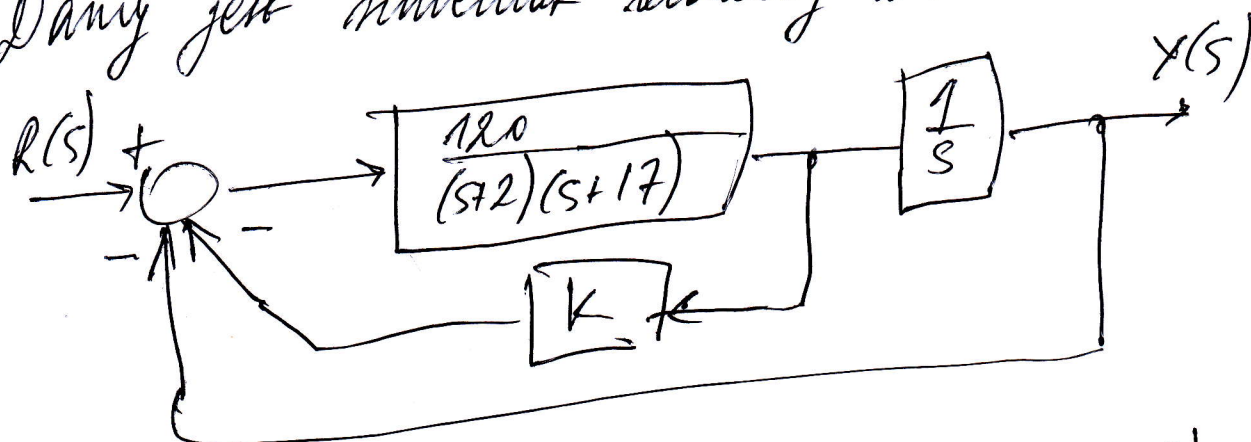 Dany jest
R(s) +
120
(s+2)(s+17)
1
s
Y(s)
-
-
K